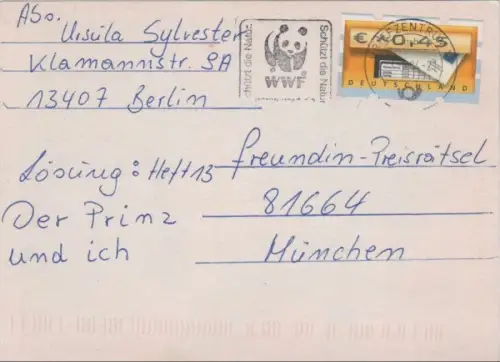 ASo.
Ursula Sylvester
Klamannstr. 9A
13407 Berlin
Schützt die Natur
WWF
Schützt die Natur
€ *0,45
DEUTSCHLAND
Lösung: Heft 13
Der Prinz
und ich
freundin-Preisrätsel
81664
München